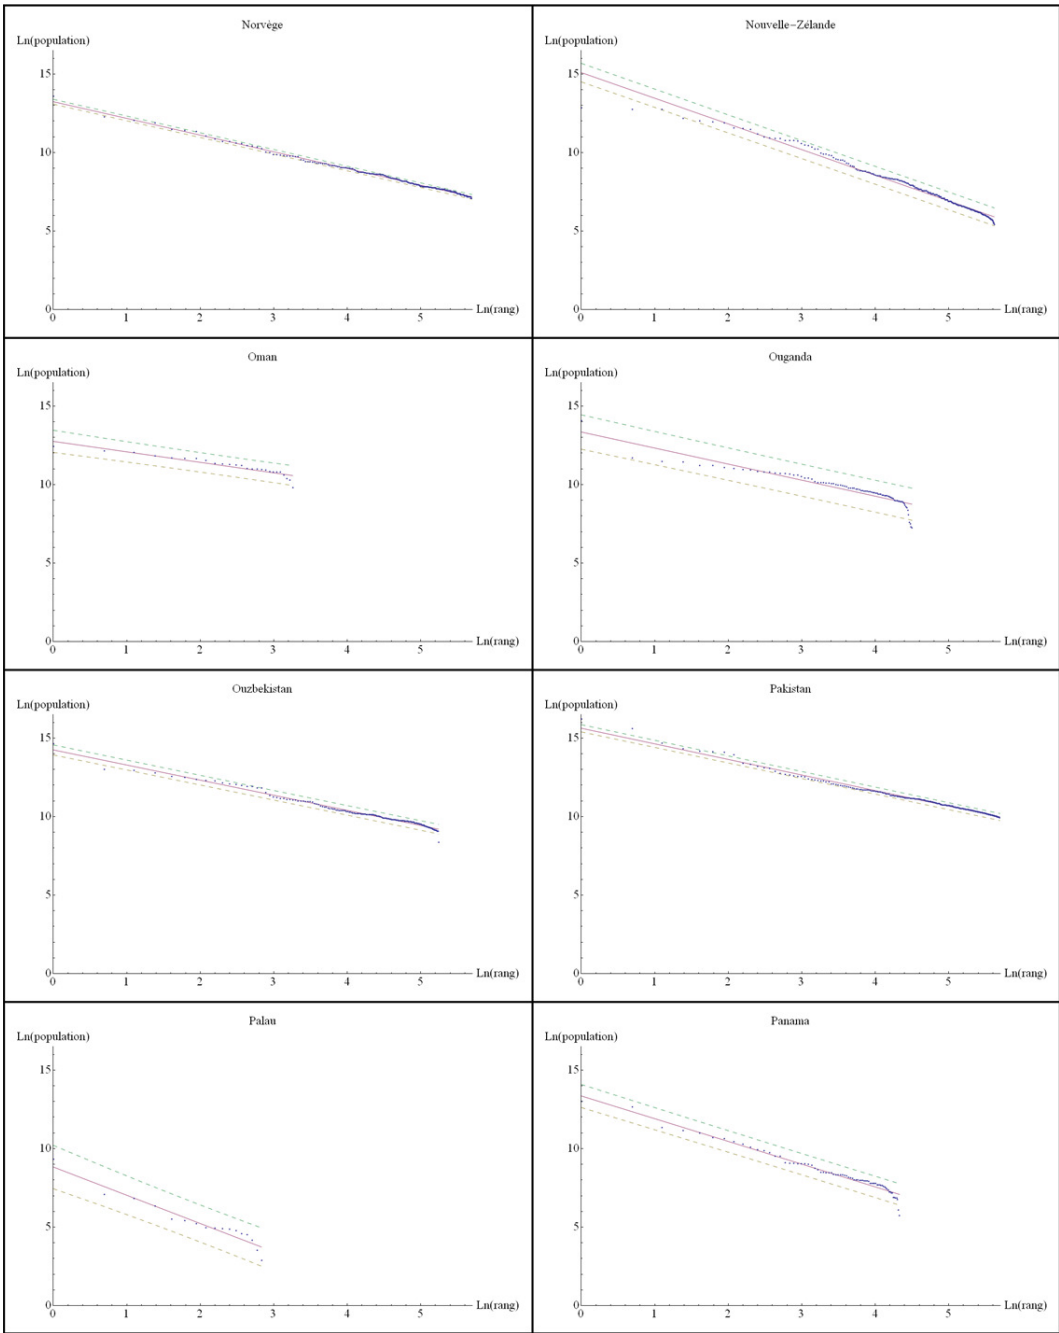 Norvège
Ln(population)
15
10
5
0
0 1 2 3 4 5
Ln(rang)
Nouvelle−Zélande
Ln(population)
15
10
5
0
0 1 2 3 4 5
Ln(rang)
Oman
Ln(population)
15
10
5
0
0 1 2 3 4 5
Ln(rang)
Ouganda
Ln(population)
15
10
5
0
0 1 2 3 4 5
Ln(rang)
Ouzbekistan
Ln(population)
15
10
5
0
0 1 2 3 4 5
Ln(rang)
Pakistan
Ln(population)
15
10
5
0
0 1 2 3 4 5
Ln(rang)
Palau
Ln(population)
15
10
5
0
0 1 2 3 4 5
Ln(rang)
Panama
Ln(population)
15
10
5
0
0 1 2 3 4 5
Ln(rang)